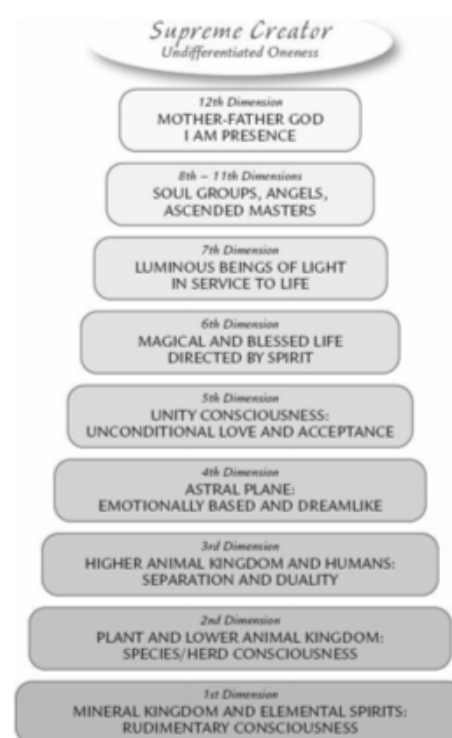 Supreme Creator
Undifferentiated Oneness
12th Dimension
MOTHER-FATHER GOD
I AM PRESENCE
8th – 11th Dimensions
SOUL GROUPS, ANGELS,
ASCENDED MASTERS
7th Dimension
LUMINOUS BEINGS OF LIGHT
IN SERVICE TO LIFE
6th Dimension
MAGICAL AND BLESSED LIFE
DIRECTED BY SPIRIT
5th Dimension
UNITY CONSCIOUSNESS:
UNCONDITIONAL LOVE AND ACCEPTANCE
4th Dimension
ASTRAL PLANE:
EMOTIONALLY BASED AND DREAMLIKE
3rd Dimension
HIGHER ANIMAL KINGDOM AND HUMANS:
SEPARATION AND DUALITY
2nd Dimension
PLANT AND LOWER ANIMAL KINGDOM:
SPECIES/HERD CONSCIOUSNESS
1st Dimension
MINERAL KINGDOM AND ELEMENTAL SPIRITS:
RUDIMENTARY CONSCIOUSNESS